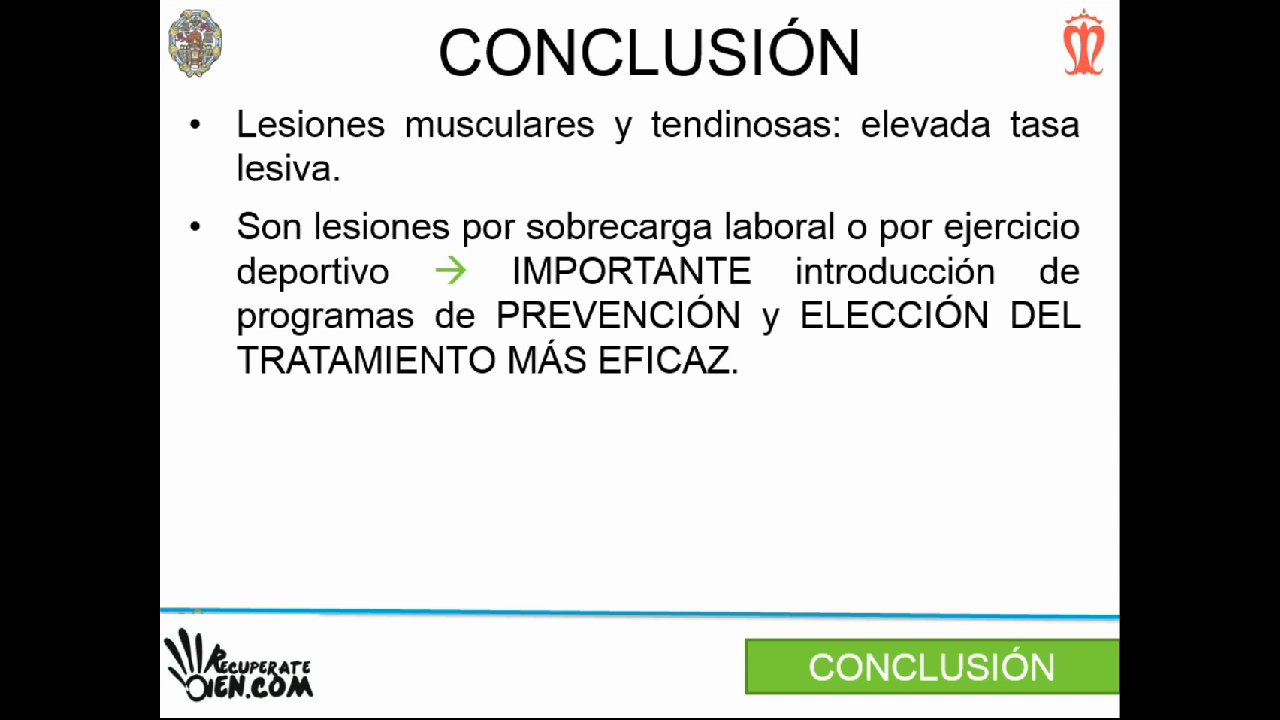 CONCLUSIÓN
• Lesiones musculares y tendinosas: elevada tasa
lesiva.
• Son lesiones por sobrecarga laboral o por ejercicio
deportivo → IMPORTANTE introducción de
programas de PREVENCIÓN y ELECCIÓN DEL
TRATAMIENTO MÁS EFICAZ.
RECUPERATE
BIEN.COM
CONCLUSIÓN